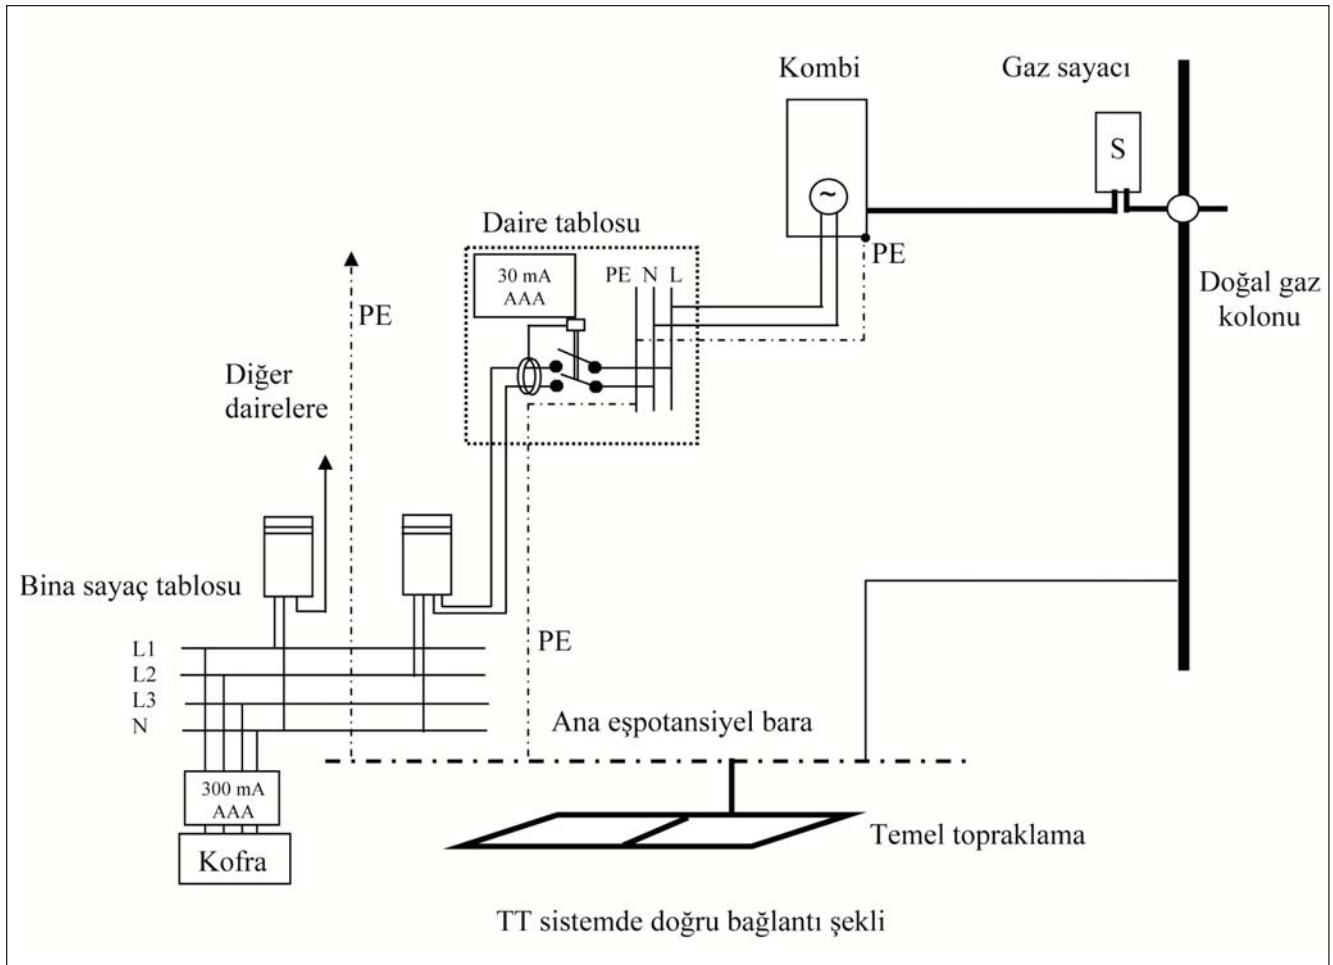 Kombi
Gaz sayacı
S
~
Daire tablosu
PE
30 mA
AAA
PE N L
PE
Doğal gaz
kolonu
Diğer
dairelere
Bina sayaç tablosu
PE
L1
L2
L3
N
Ana eşpotansiyel bara
300 mA
AAA
Temel topraklama
Kofra
TT sistemde doğru bağlantı şekli